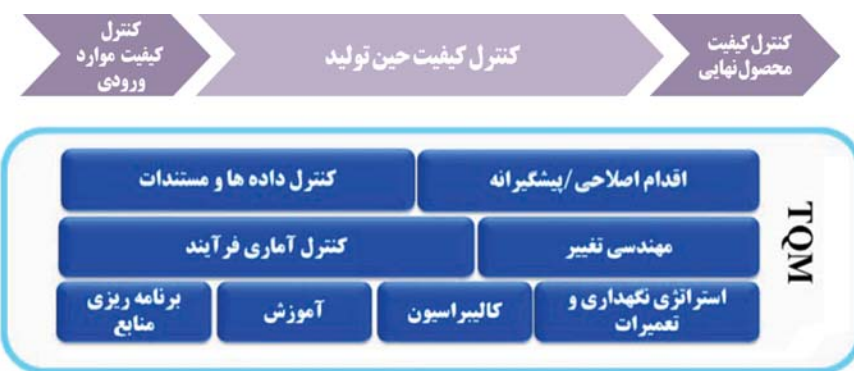 کنترل
کیفیت موارد
ورودی
کنترل کیفیت حین تولید
کنترل کیفیت
محصول نهایی
اقدام اصلاحی/پیشگیرانه
کنترل داده ها و مستندات
مهندسی تغییر
کنترل آماری فرآیند
استراتژی نگهداری و
تعمیرات
کالیبراسیون
آموزش
برنامه ریزی
منابع
TQM